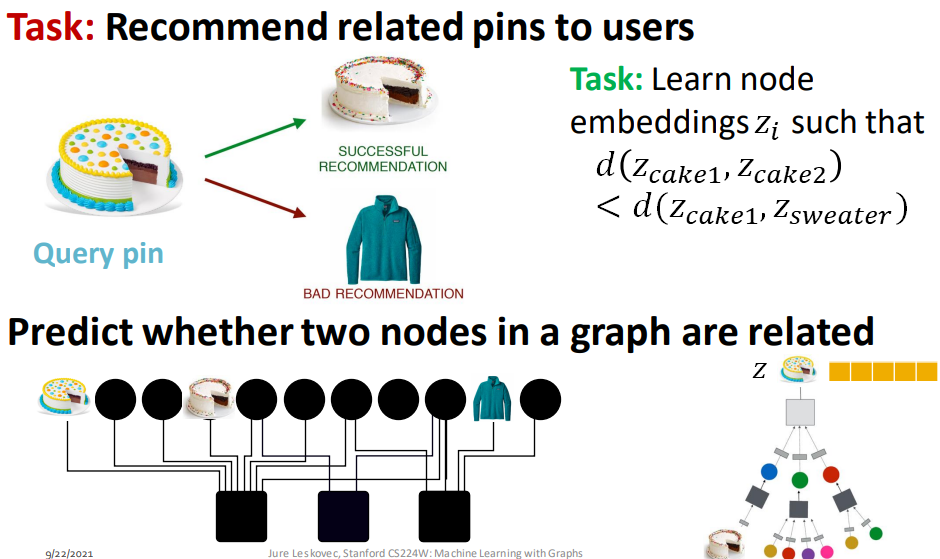 Task: Recommend related pins to users
SUCCESSFUL
RECOMMENDATION
Query pin
BAD RECOMMENDATION
Task: Learn node
embeddings z_i such that
d(z_{cake1}, z_{cake2})
< d(z_{cake1}, z_{sweater})
Predict whether two nodes in a graph are related
z
9/22/2021
Jure Leskovec, Stanford CS224W: Machine Learning with Graphs